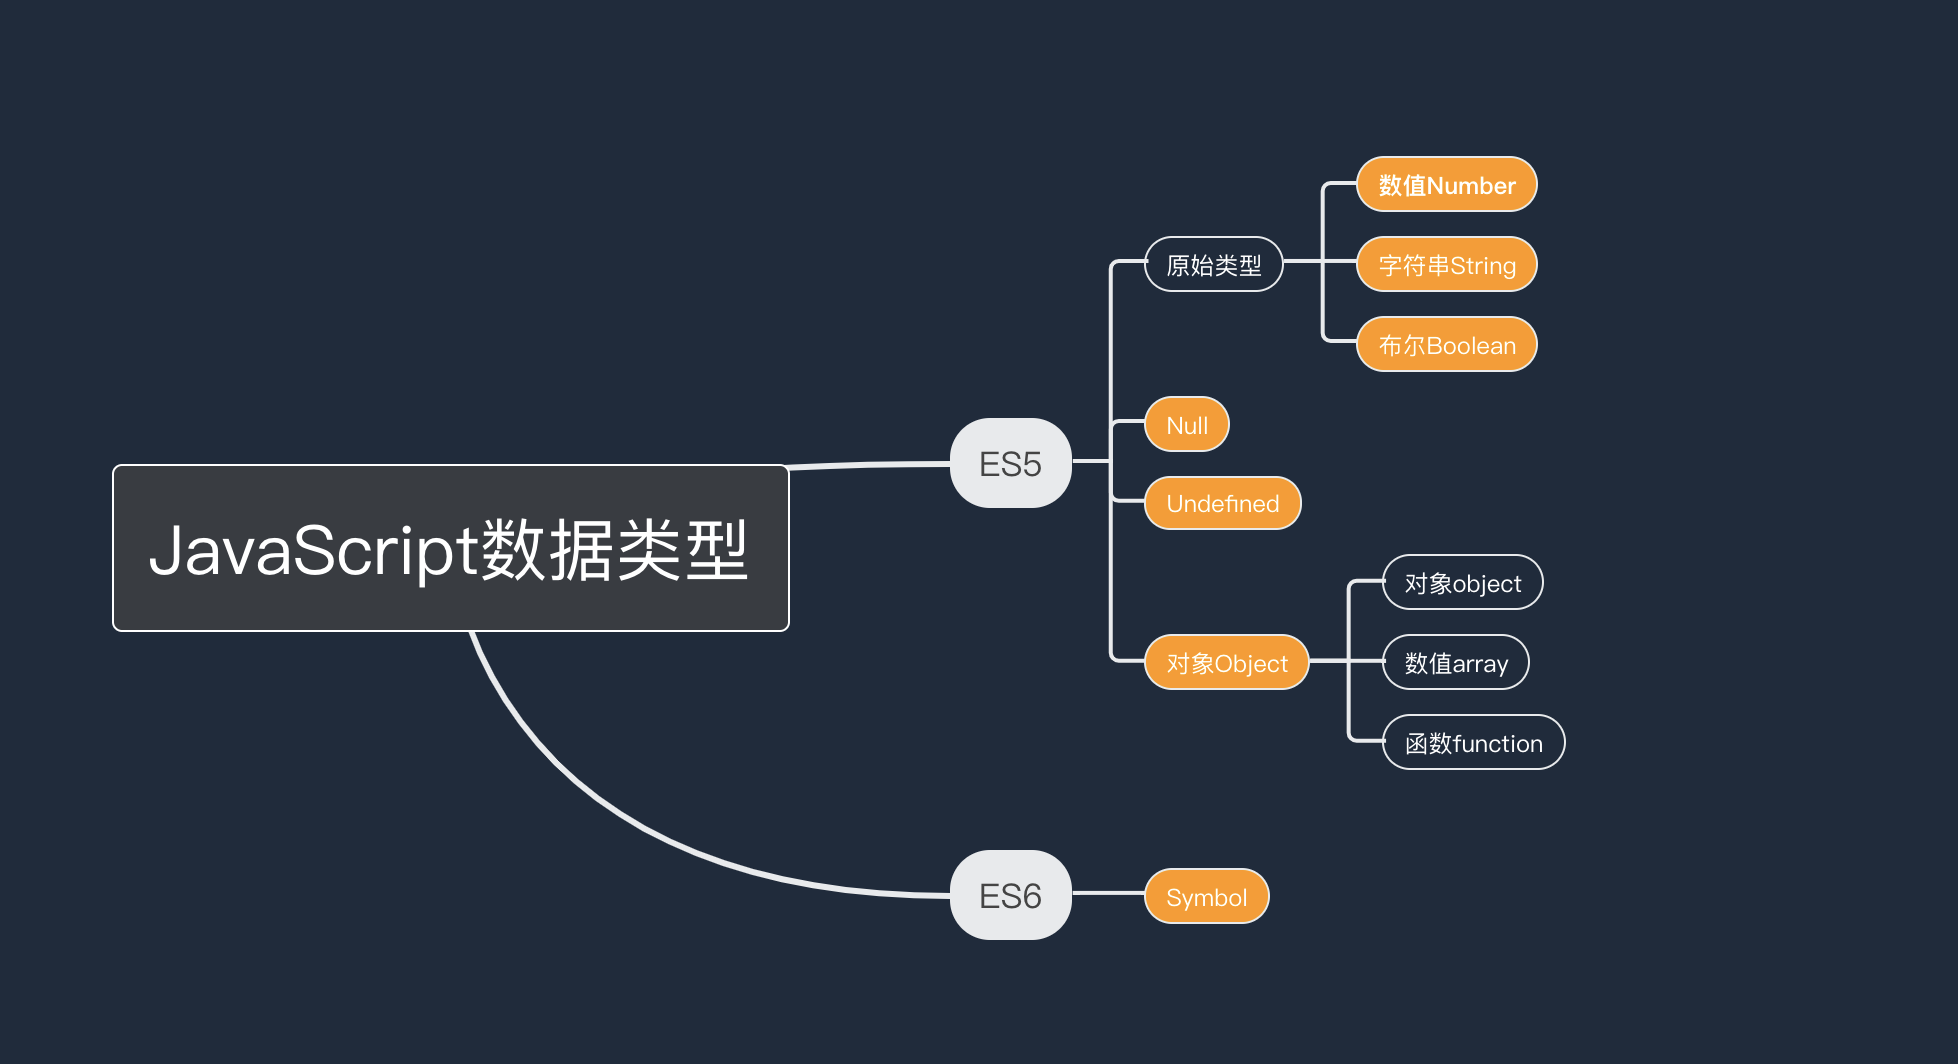 JavaScript数据类型
ES5
原始类型
数值Number
字符串String
布尔Boolean
Null
Undefined
对象Object
对象object
数值array
函数function
ES6
Symbol